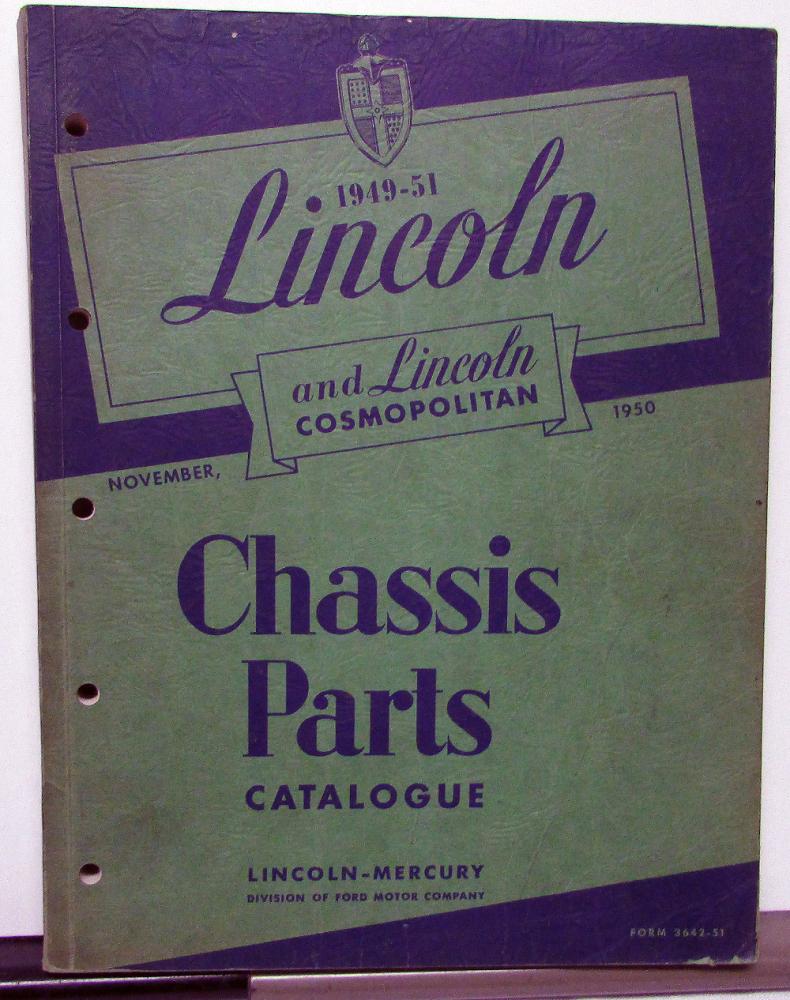 1949-51
Lincoln
and Lincoln
COSMOPOLITAN
NOVEMBER, 1950
Chassis
Parts
CATALOGUE
LINCOLN-MERCURY
DIVISION OF FORD MOTOR COMPANY
FORM 3642-51